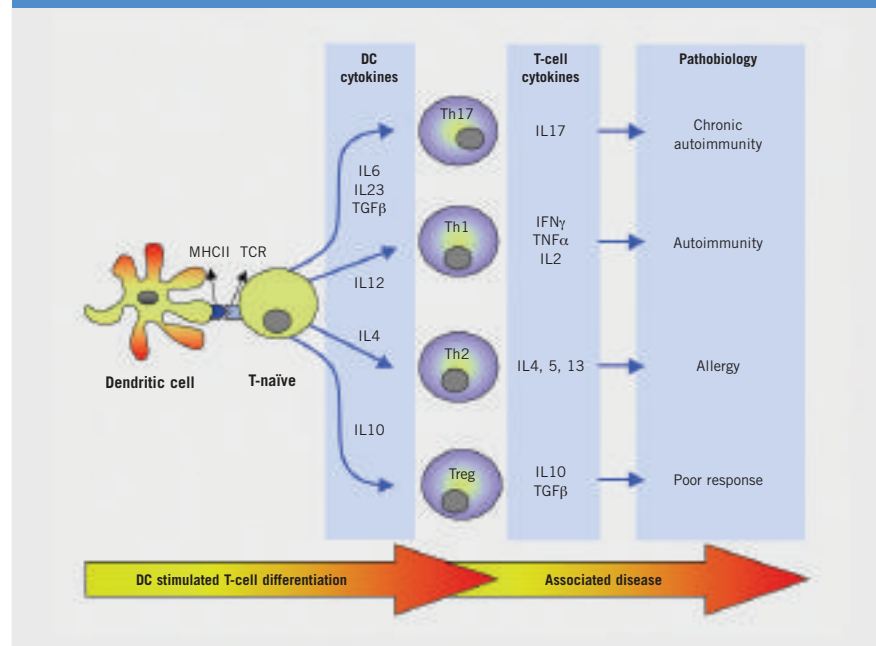 DC
cytokines
T-cell
cytokines
Pathobiology
Th17
IL17
Chronic
autoimmunity
IL6
IL23
TGFβ
MHCII TCR
Th1
IFNγ
TNFα
IL2
Autoimmunity
IL12
IL4
Th2
IL4, 5, 13
Allergy
Dendritic cell
T-naïve
IL10
Treg
IL10
TGFβ
Poor response
DC stimulated T-cell differentiation
Associated disease